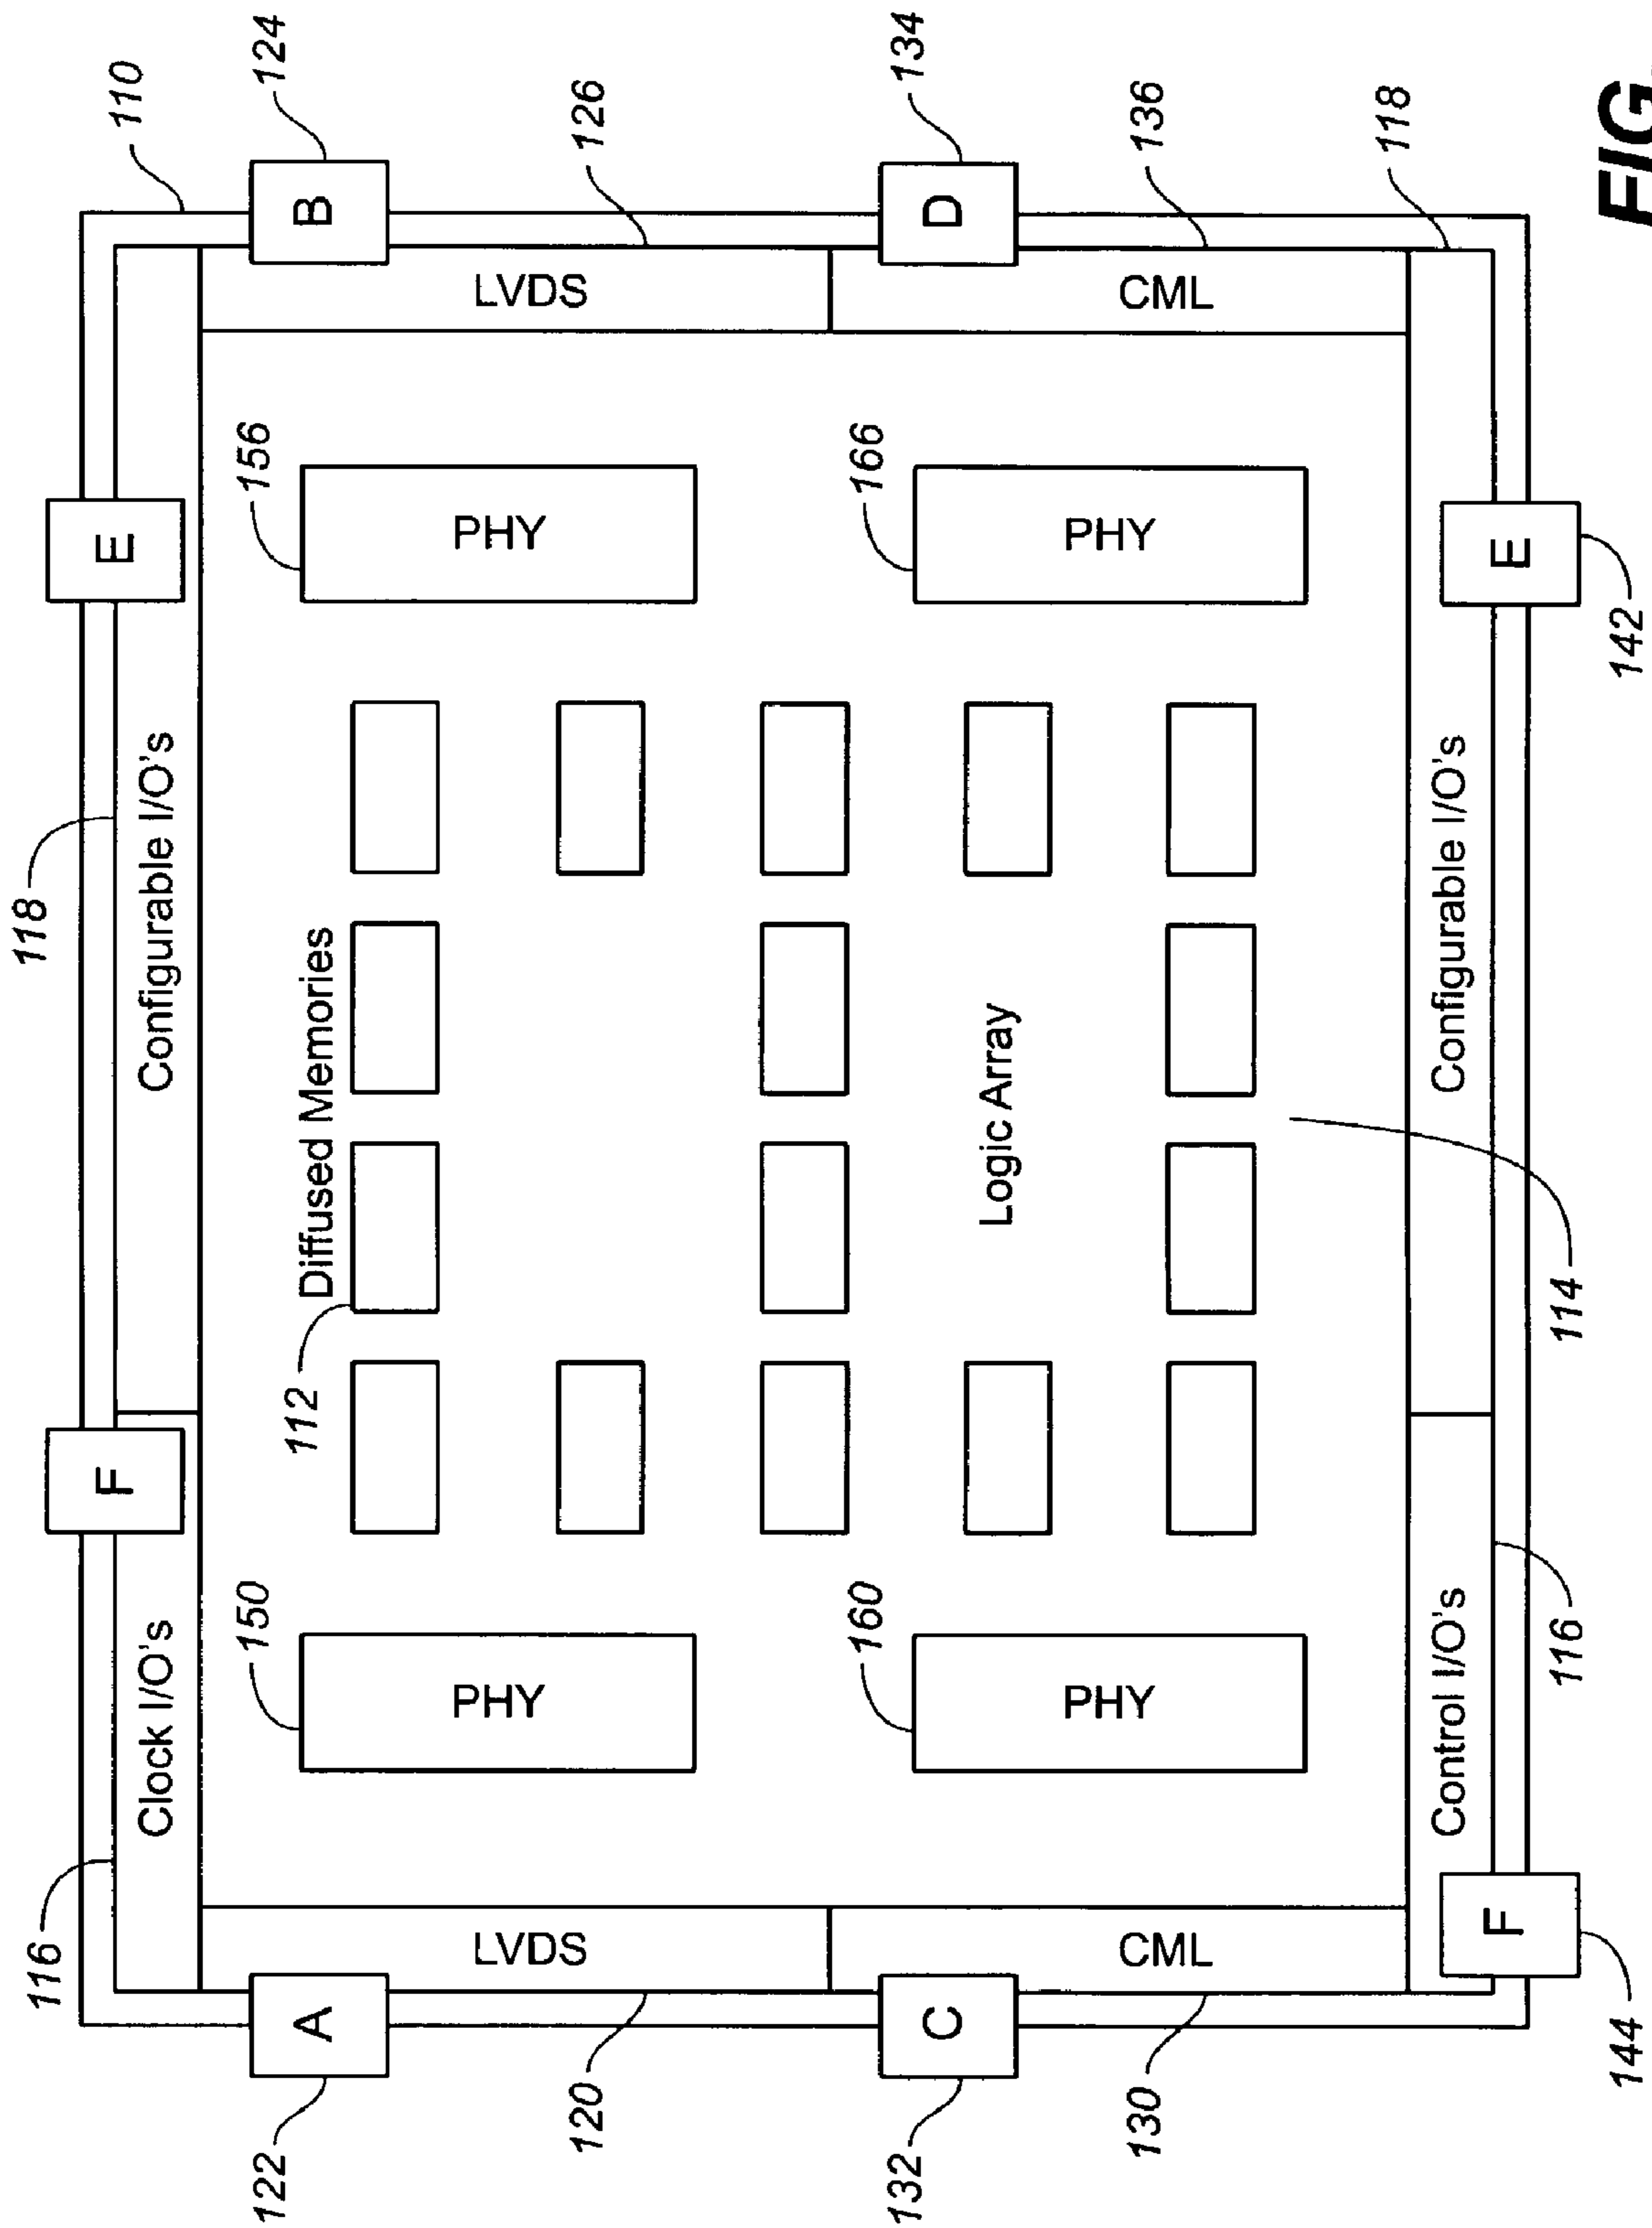 116
118
110
F
E
Clock I/O's
Configurable I/O's
122
150
156
124
A
112
Diffused Memories
B
PHY
PHY
LVDS
LVDS
120
126
160
166
132
134
C
D
Logic Array
PHY
PHY
130
136
CML
CML
118
Control I/O's
Configurable I/O's
F
E
116
114
144
142
FIG.